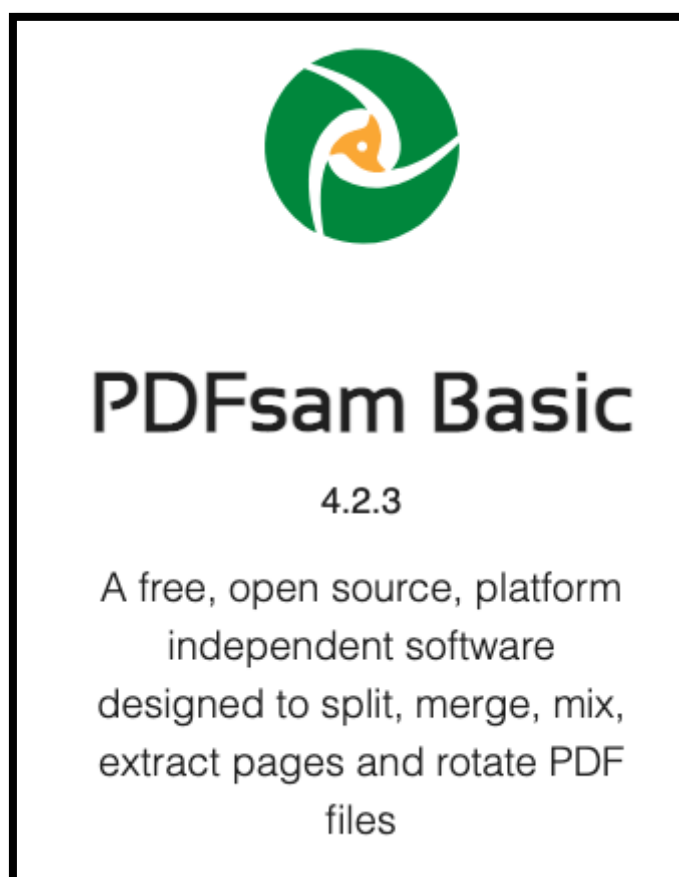 PDFsam Basic
4.2.3
A free, open source, platform
independent software
designed to split, merge, mix,
extract pages and rotate PDF
files